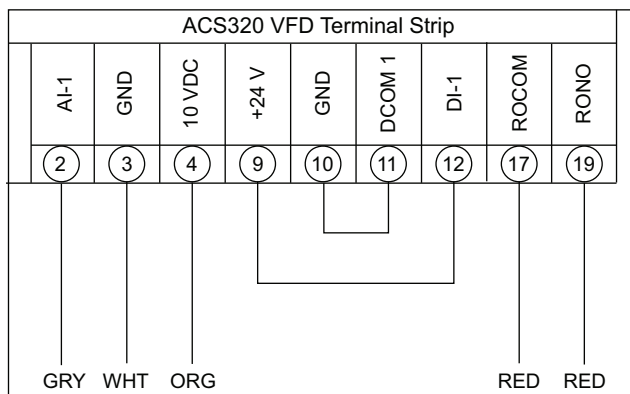 ACS320 VFD Terminal Strip
AI-1 GND 10 VDC +24 V GND DCOM 1 DI-1 ROCOM RONO
2 3 4 9 10 11 12 17 19
GRY WHT ORG RED RED